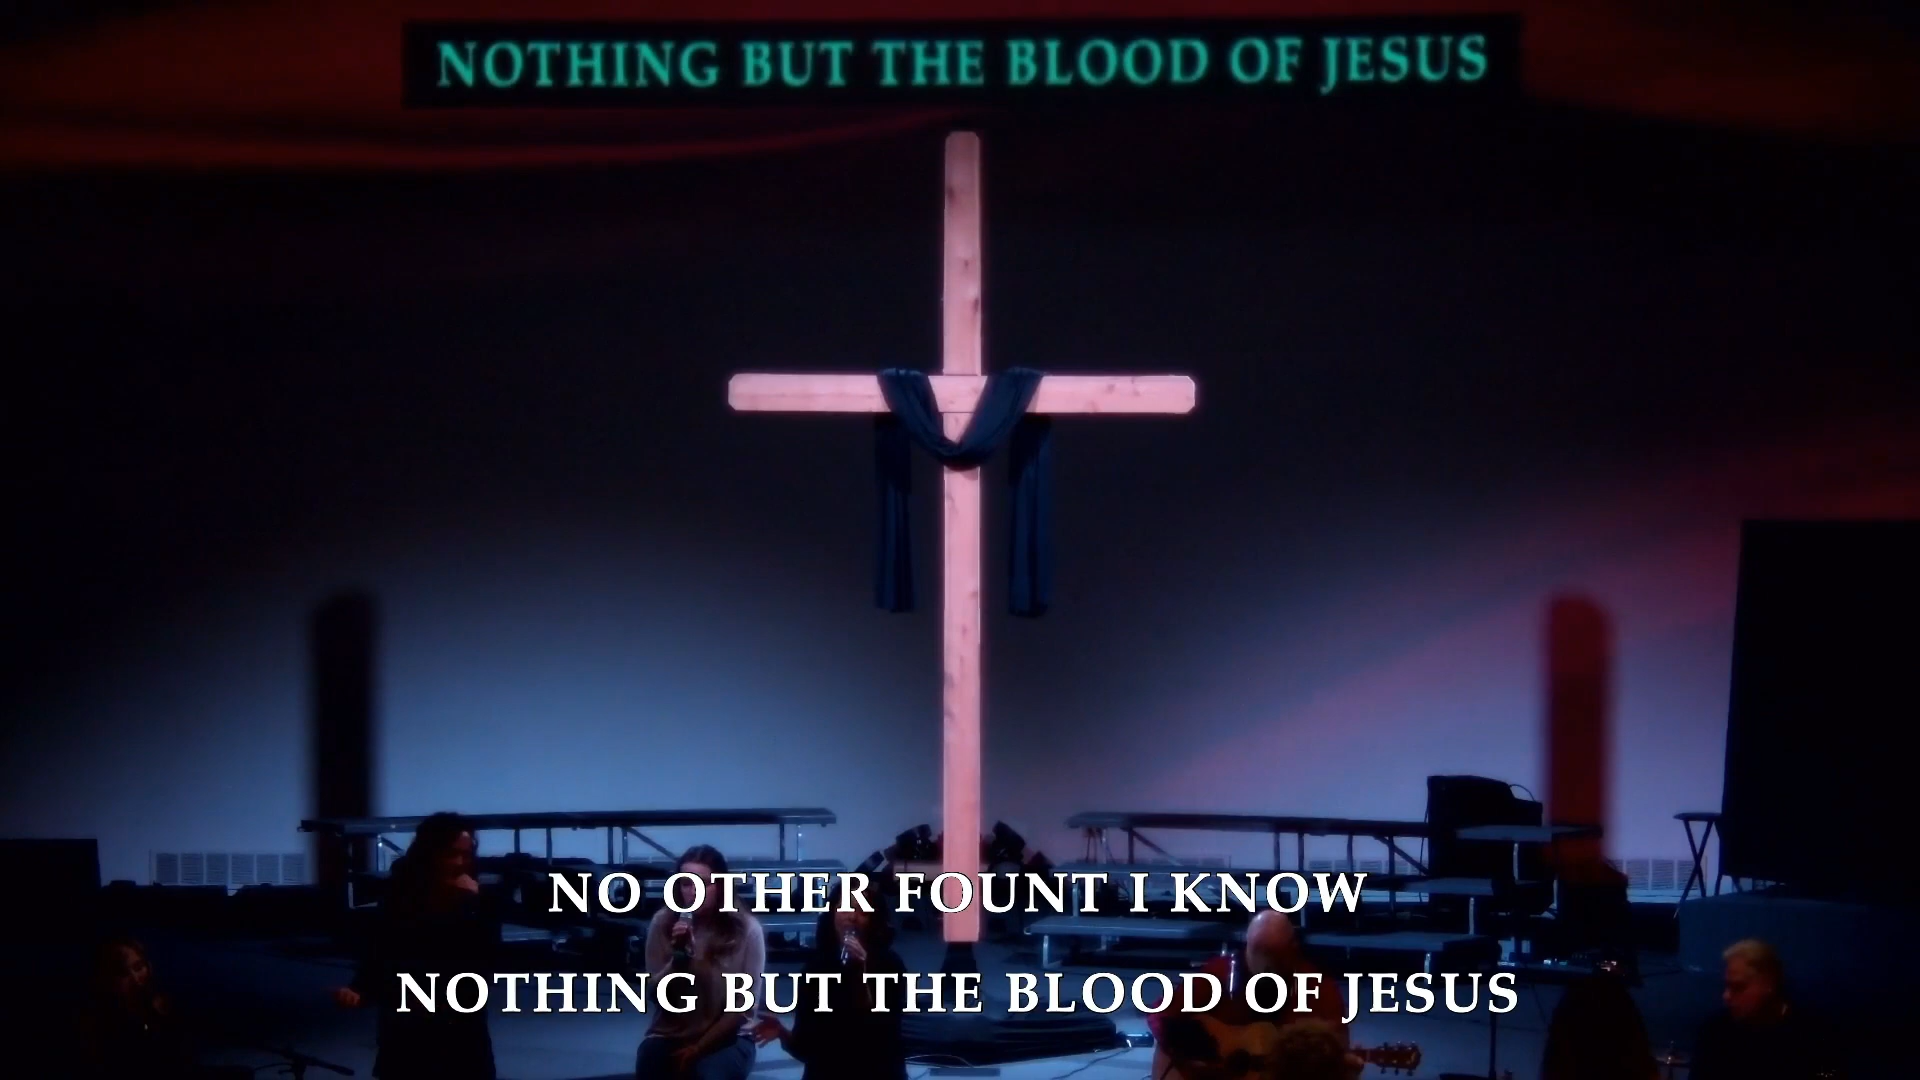 NOTHING BUT THE BLOOD OF JESUS
NO OTHER FOUNT I KNOW
NOTHING BUT THE BLOOD OF JESUS